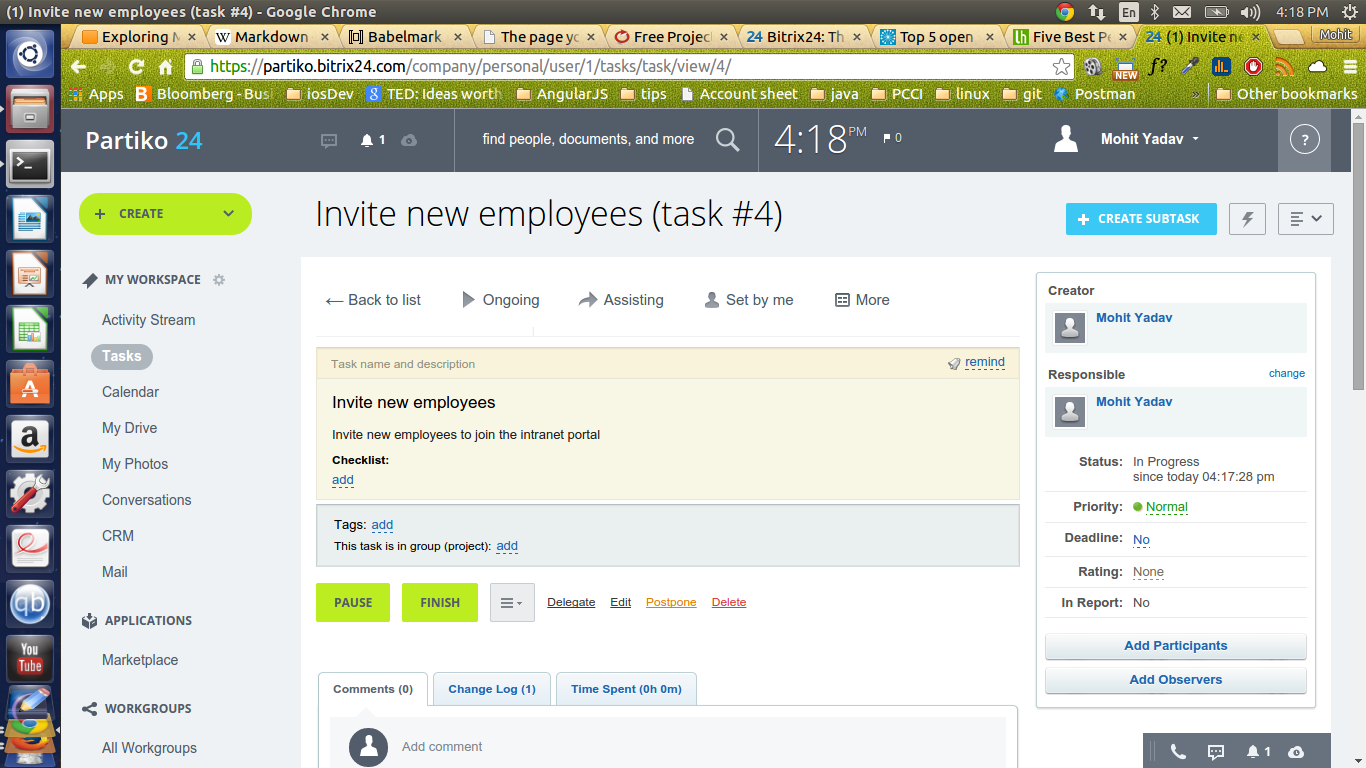 (1) Invite new employees (task #4) - Google Chrome
En
4:18 PM
Exploring M
Markdown
Babelmark
The page yo
Free Projec
24 Bitrix24: Th
Top 5 open
Five Best Pe
24 (1) Invite ne
Mohit
https://partiko.bitrix24.com/company/personal/user/1/tasks/task/view/4/
NEW
f?
Apps
Bloomberg - Busi
iosDev
TED: Ideas worth
AngularJS
tips
Account sheet
java
PCCI
linux
git
Postman
»
Other bookmarks
Partiko 24
1
find people, documents, and more
4:18 PM
0
Mohit Yadav
?
+ CREATE
Invite new employees (task #4)
+ CREATE SUBTASK
MY WORKSPACE
Activity Stream
Tasks
Calendar
My Drive
My Photos
Conversations
CRM
Mail
APPLICATIONS
Marketplace
WORKGROUPS
All Workgroups
← Back to list
Ongoing
Assisting
Set by me
More
Task name and description
remind
Invite new employees
Invite new employees to join the intranet portal
Checklist:
add
Tags: add
This task is in group (project): add
PAUSE
FINISH
Delegate
Edit
Postpone
Delete
Comments (0)
Change Log (1)
Time Spent (0h 0m)
Add comment
Creator
Mohit Yadav
Responsible
change
Mohit Yadav
Status: In Progress
since today 04:17:28 pm
Priority: Normal
Deadline: No
Rating: None
In Report: No
Add Participants
Add Observers
1
qb
You
Tube